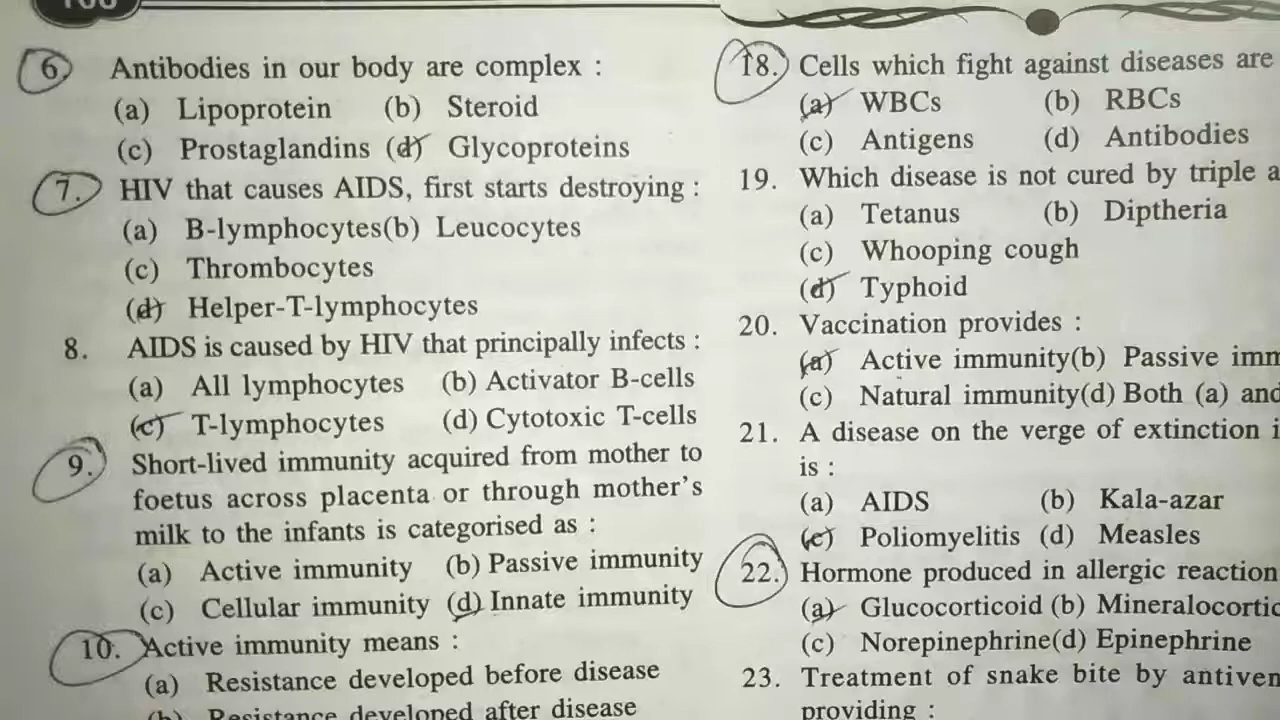 6. Antibodies in our body are complex :
(a) Lipoprotein (b) Steroid
(c) Prostaglandins (d) Glycoproteins
7. HIV that causes AIDS, first starts destroying :
(a) B-lymphocytes(b) Leucocytes
(c) Thrombocytes
(d) Helper-T-lymphocytes
8. AIDS is caused by HIV that principally infects :
(a) All lymphocytes (b) Activator B-cells
(c) T-lymphocytes (d) Cytotoxic T-cells
9. Short-lived immunity acquired from mother to
foetus across placenta or through mother's
milk to the infants is categorised as :
(a) Active immunity (b) Passive immunity
(c) Cellular immunity (d) Innate immunity
10. Active immunity means :
(a) Resistance developed before disease
(b) Resistance developed after disease
18. Cells which fight against diseases are
(a) WBCs (b) RBCs
(c) Antigens (d) Antibodies
19. Which disease is not cured by triple
(a) Tetanus (b) Diptheria
(c) Whooping cough
(d) Typhoid
20. Vaccination provides :
(a) Active immunity(b) Passive
(c) Natural immunity(d) Both (a) and
21. A disease on the verge of extinction
is :
(a) AIDS (b) Kala-azar
(c) Poliomyelitis (d) Measles
22. Hormone produced in allergic reaction
(a) Glucocorticoid (b)
(c) Norepinephrine(d) Epinephrine
23. Treatment of snake bite by
providing :